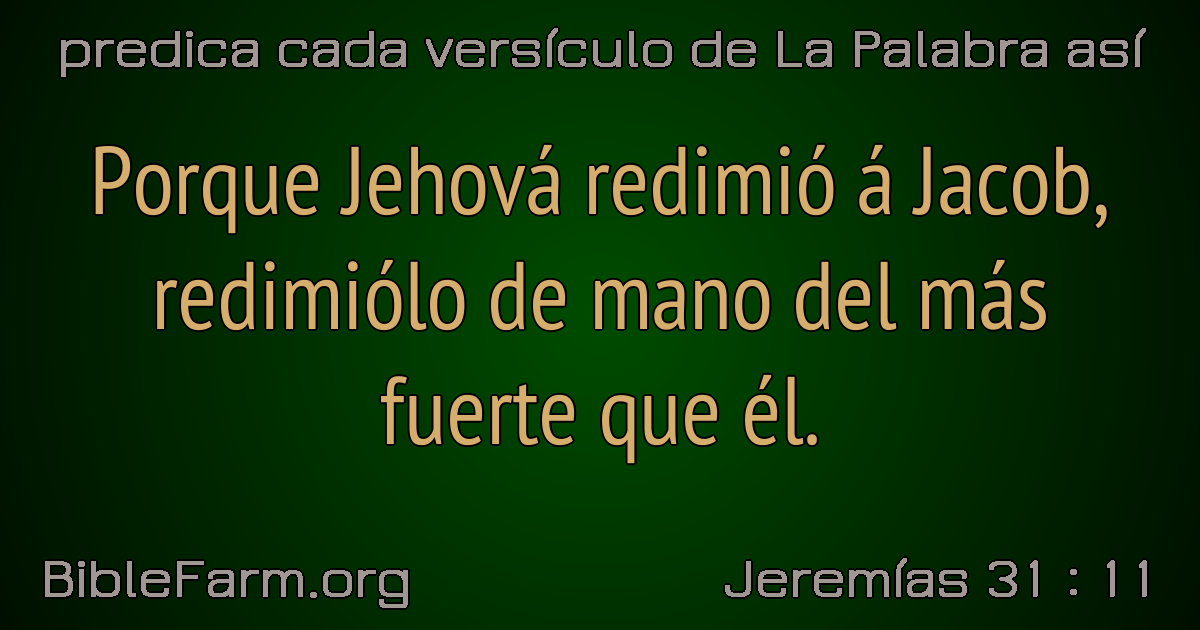 predica cada versículo de La Palabra así
Porque Jehová redimió á Jacob,
redimiólo de mano del más
fuerte que él.
BibleFarm.org
Jeremías 31 : 11